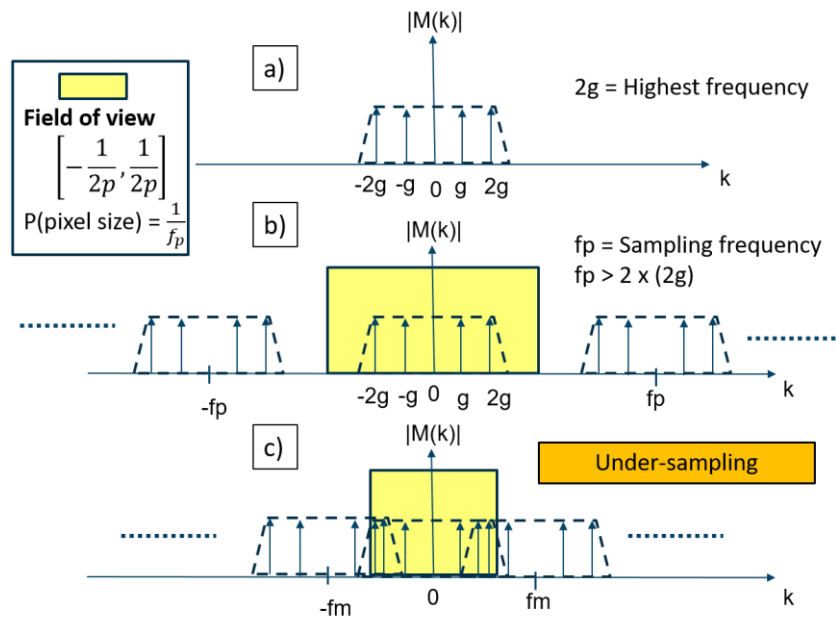 |M(k)|
a)
2g = Highest frequency
Field of view
[-1/2p, 1/2p]
P(pixel size) = 1/fp
-2g -g 0 g 2g
k
|M(k)|
b)
fp = Sampling frequency
fp > 2 x (2g)
-fp
-2g -g 0 g 2g
fp
k
|M(k)|
c)
Under-sampling
-fm
0
fm
k